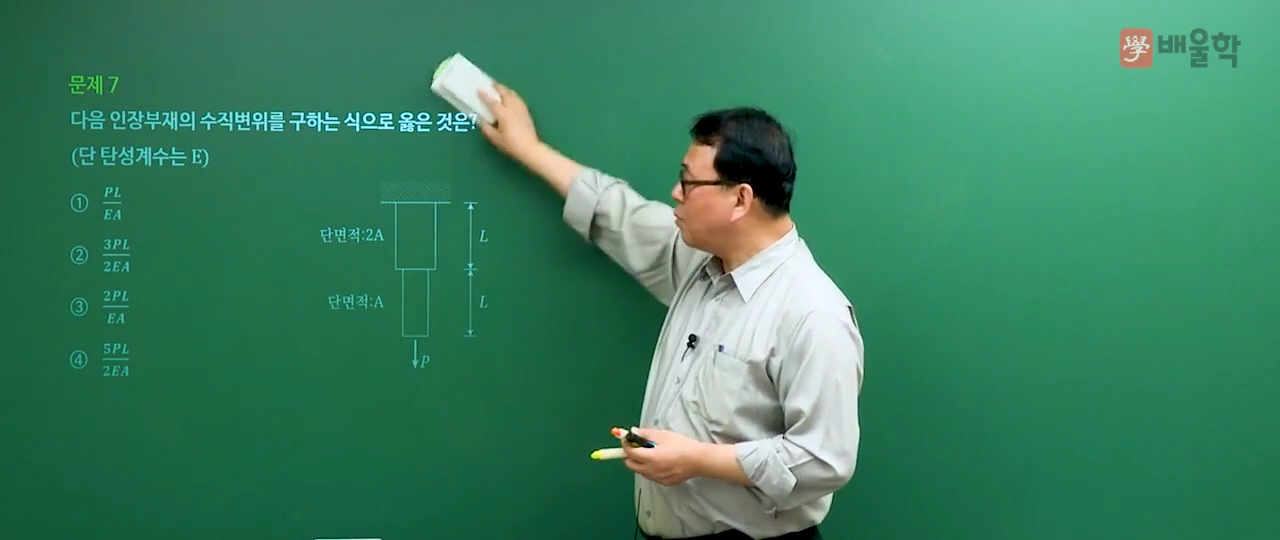 學 배울학
문제 7
다음 인장부재의 수직변위를 구하는 식으로 옳은 것은?
(단 탄성계수는 E)
① PL/EA
② 3PL/2EA
③ 2PL/EA
④ 5PL/2EA
단면적:2A
L
단면적:A
L
P